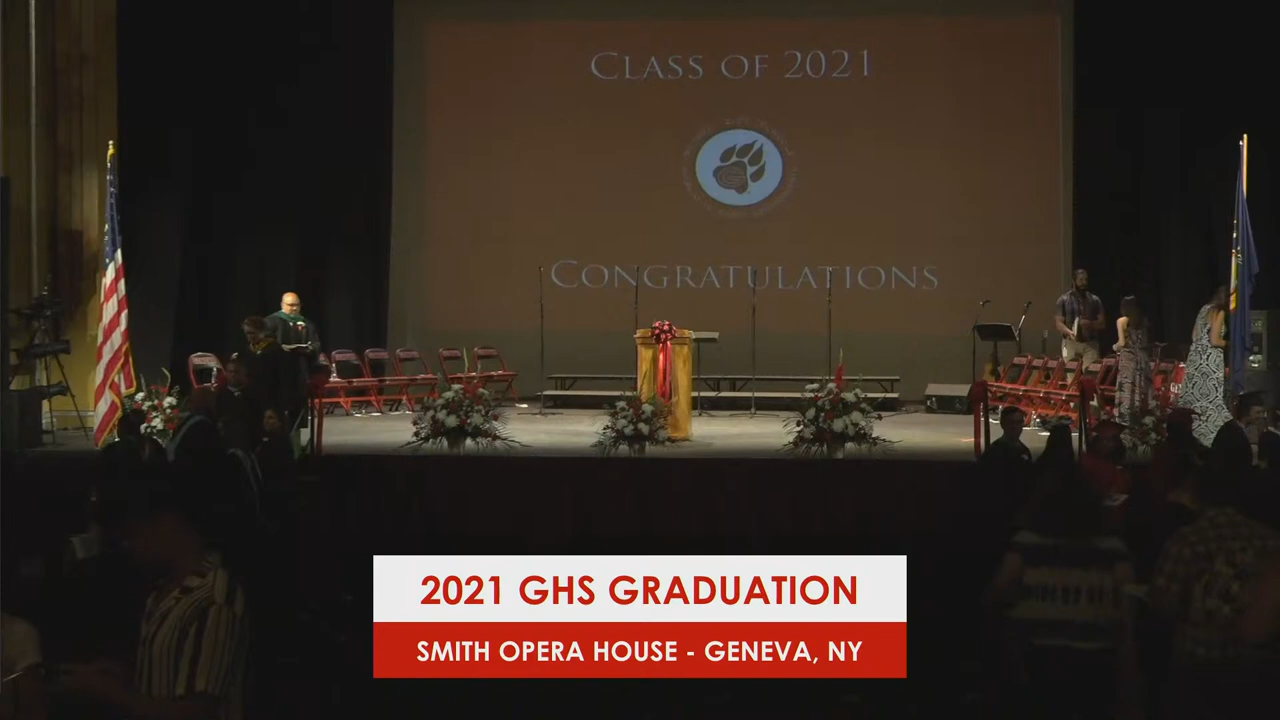 CLASS OF 2021
CONGRATULATIONS
2021 GHS GRADUATION
SMITH OPERA HOUSE - GENEVA, NY